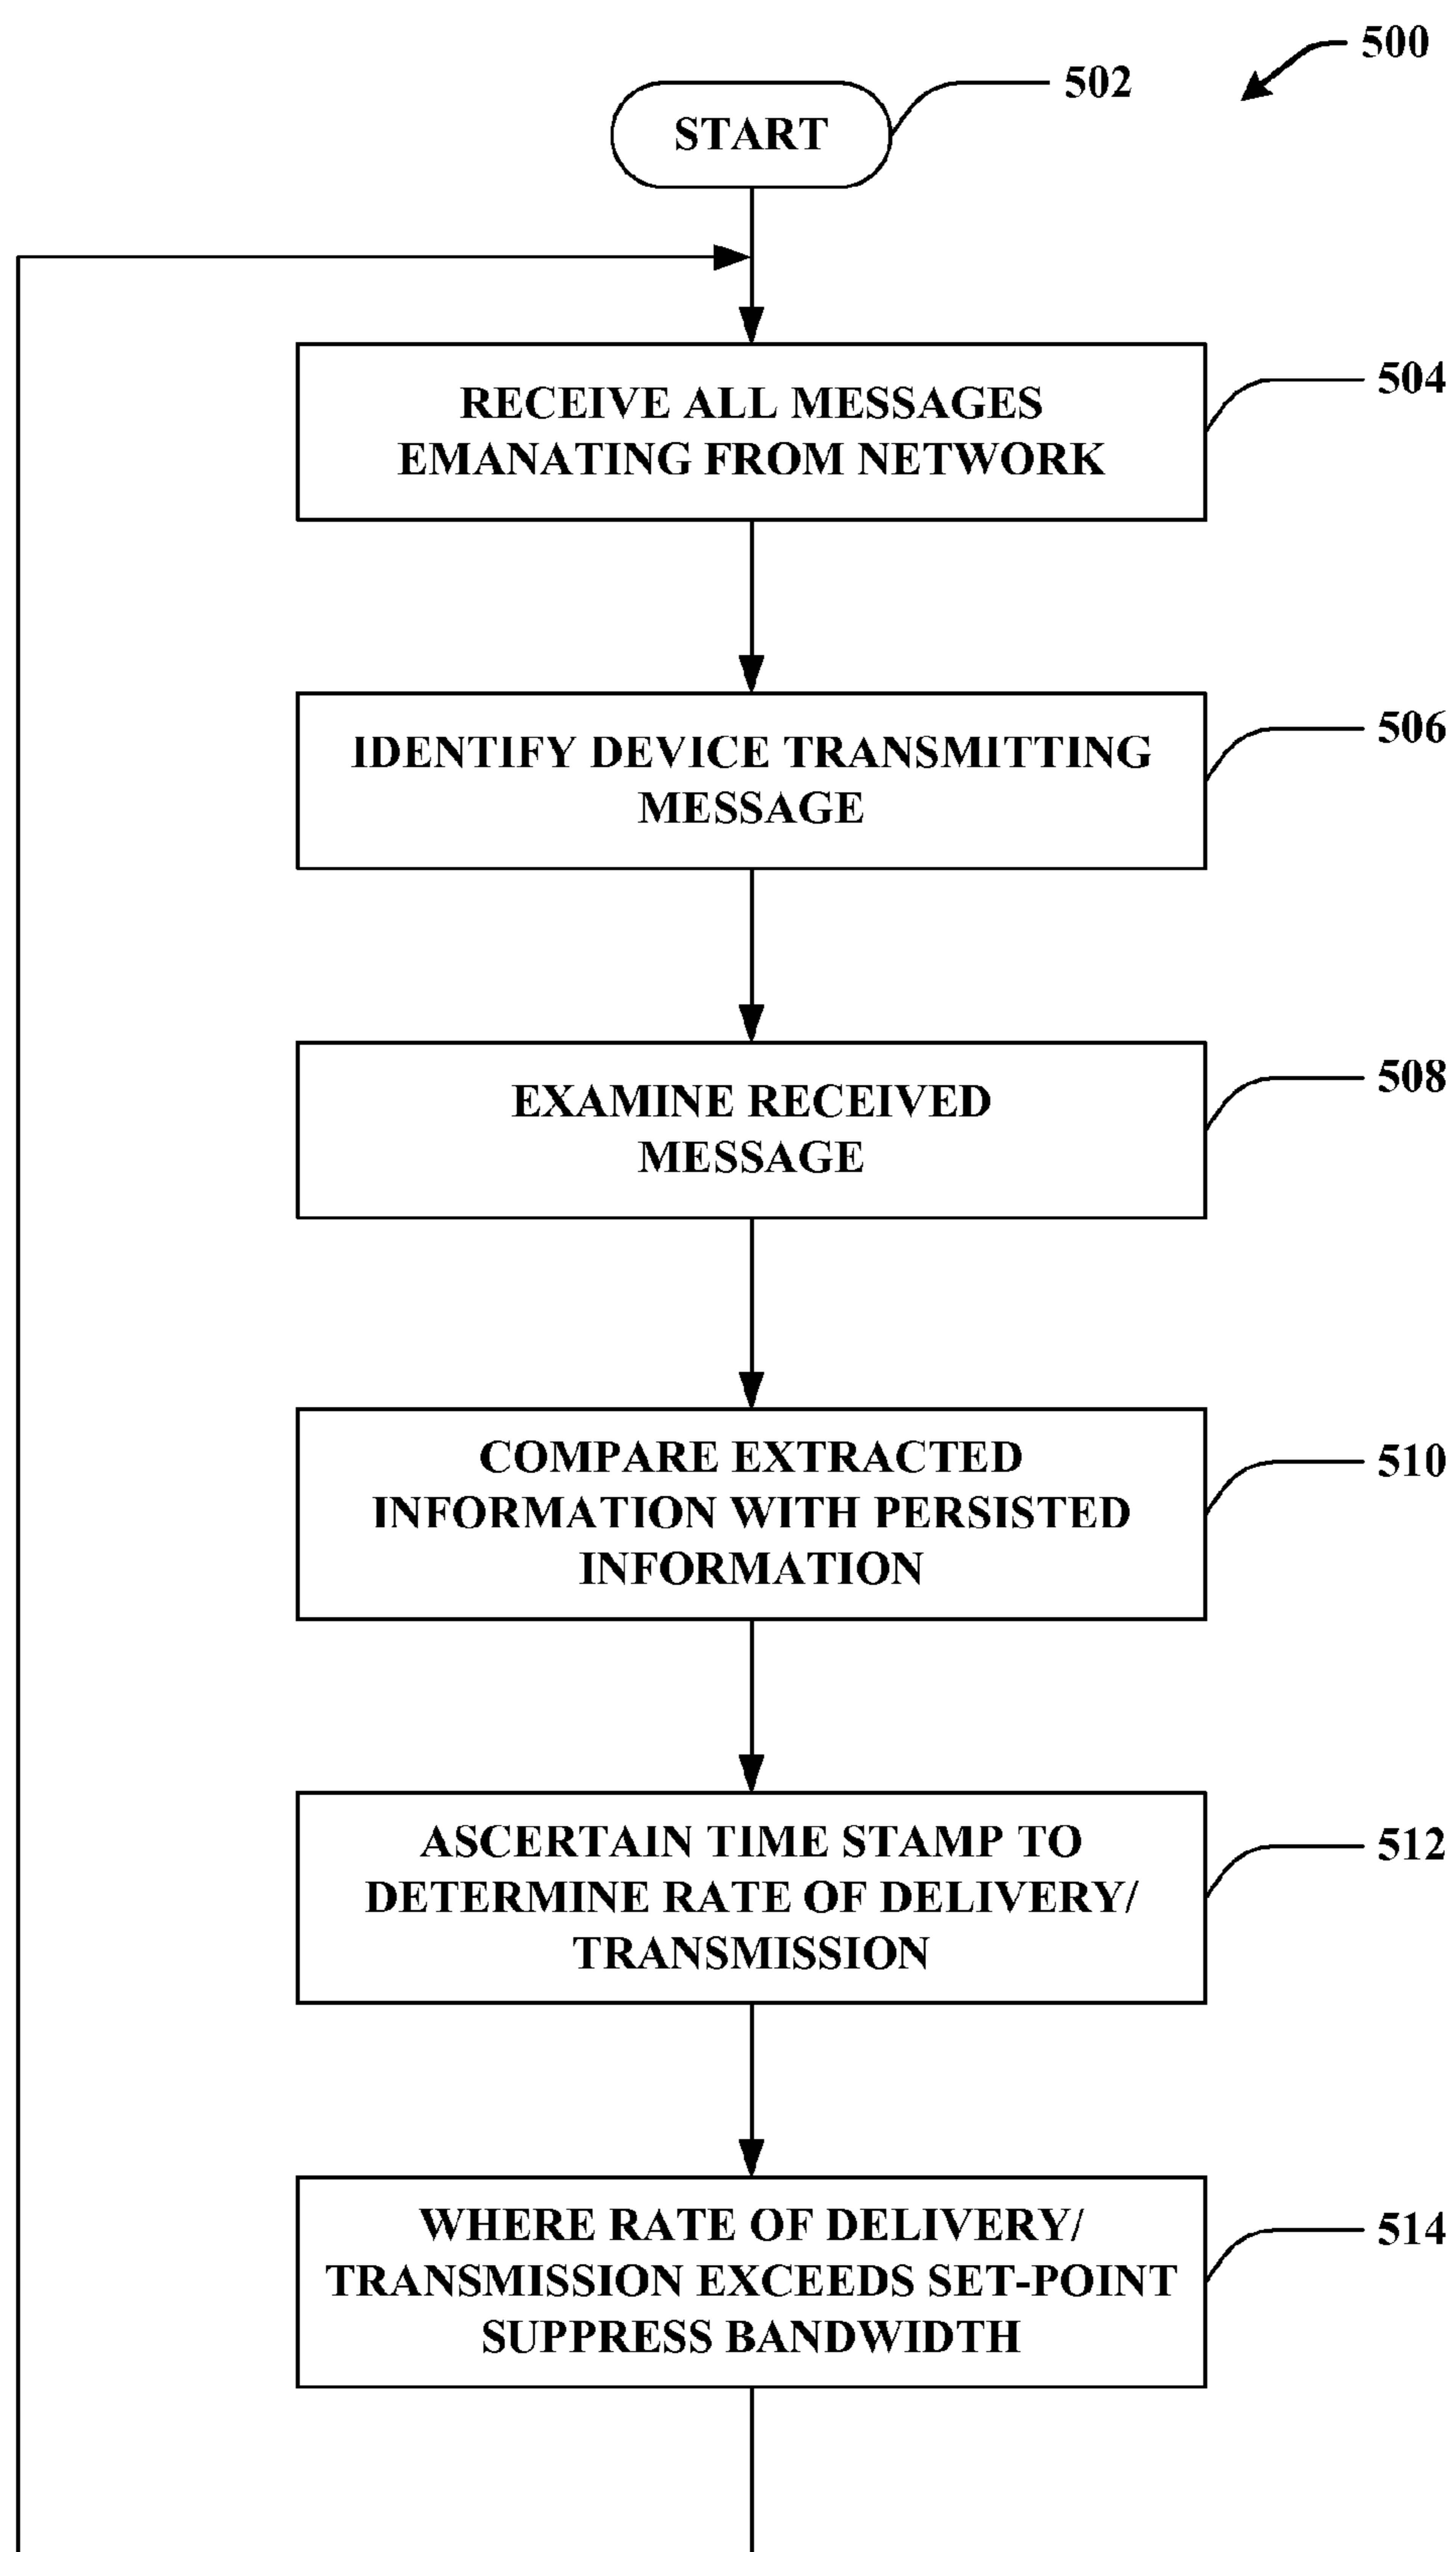 500
502
START
RECEIVE ALL MESSAGES
EMANATING FROM NETWORK
504
IDENTIFY DEVICE TRANSMITTING
MESSAGE
506
EXAMINE RECEIVED
MESSAGE
508
COMPARE EXTRACTED
INFORMATION WITH PERSISTED
INFORMATION
510
ASCERTAIN TIME STAMP TO
DETERMINE RATE OF DELIVERY/
TRANSMISSION
512
WHERE RATE OF DELIVERY/
TRANSMISSION EXCEEDS SET-POINT
SUPPRESS BANDWIDTH
514